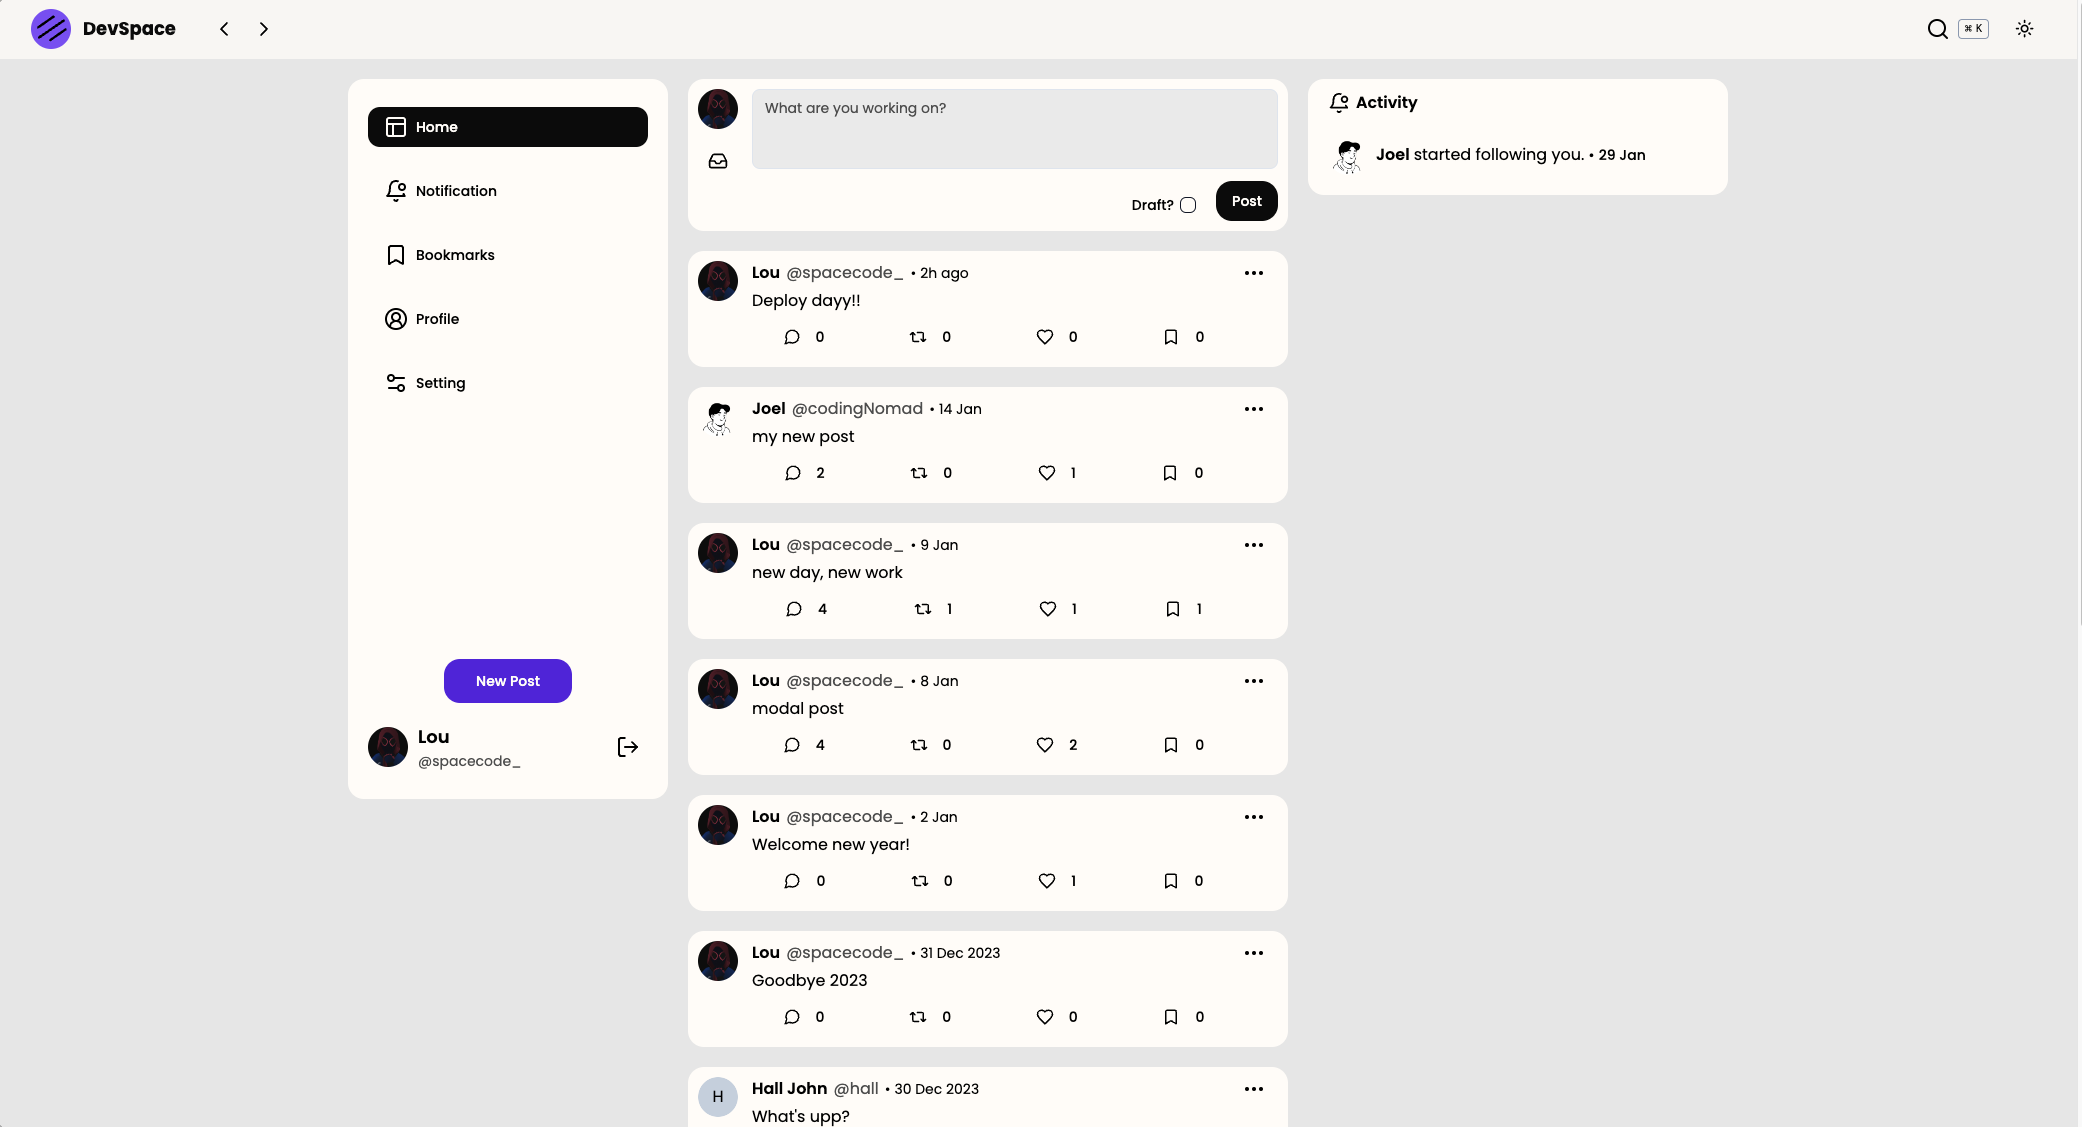 DevSpace
⌘ K
Home
Notification
Bookmarks
Profile
Setting
New Post
Lou
@spacecode_
What are you working on?
Draft?
Post
Lou @spacecode_ • 2h ago
Deploy dayy!!
0 0 0 0
Joel @codingNomad • 14 Jan
my new post
2 0 1 0
Lou @spacecode_ • 9 Jan
new day, new work
4 1 1 1
Lou @spacecode_ • 8 Jan
modal post
4 0 2 0
Lou @spacecode_ • 2 Jan
Welcome new year!
0 0 1 0
Lou @spacecode_ • 31 Dec 2023
Goodbye 2023
0 0 0 0
H
Hall John @hall • 30 Dec 2023
What's upp?
Activity
Joel started following you. • 29 Jan